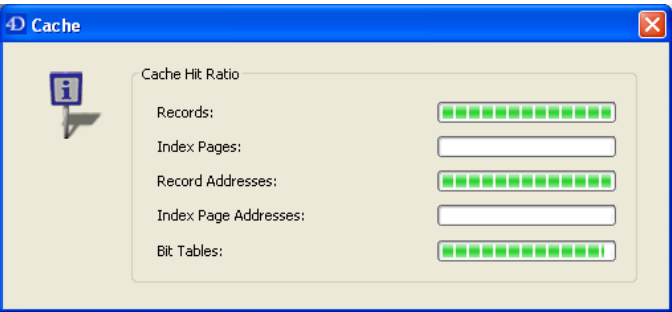 4D Cache
Cache Hit Ratio
Records:
Index Pages:
Record Addresses:
Index Page Addresses:
Bit Tables: